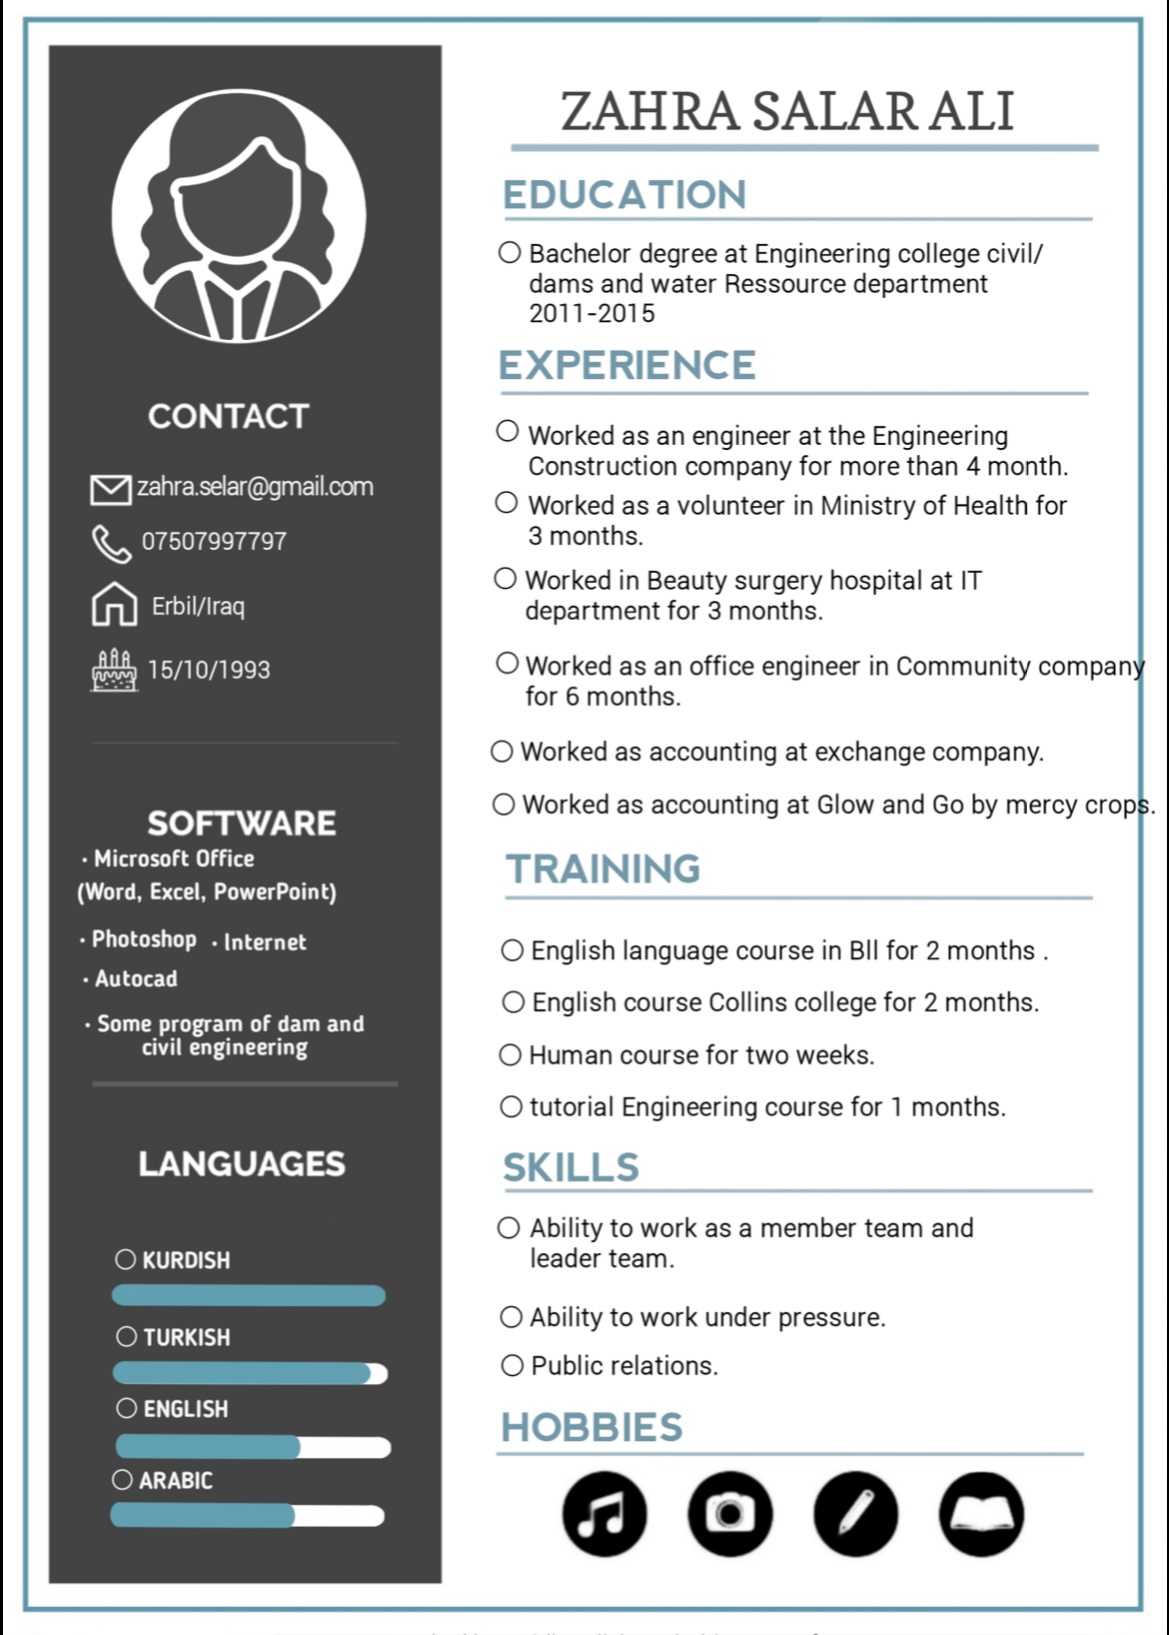 ZAHRA SALAR ALI
CONTACT
zahra.selar@gmail.com
07507997797
Erbil/Iraq
15/10/1993
SOFTWARE
· Microsoft Office
(Word, Excel, PowerPoint)
· Photoshop · Internet
· Autocad
· Some program of dam and
civil engineering
LANGUAGES
KURDISH
TURKISH
ENGLISH
ARABIC
EDUCATION
Bachelor degree at Engineering college civil/
dams and water Ressource department
2011-2015
EXPERIENCE
Worked as an engineer at the Engineering
Construction company for more than 4 month.
Worked as a volunteer in Ministry of Health for
3 months.
Worked in Beauty surgery hospital at IT
department for 3 months.
Worked as an office engineer in Community company
for 6 months.
Worked as accounting at exchange company.
Worked as accounting at Glow and Go by mercy crops.
TRAINING
English language course in Bll for 2 months .
English course Collins college for 2 months.
Human course for two weeks.
tutorial Engineering course for 1 months.
SKILLS
Ability to work as a member team and
leader team.
Ability to work under pressure.
Public relations.
HOBBIES